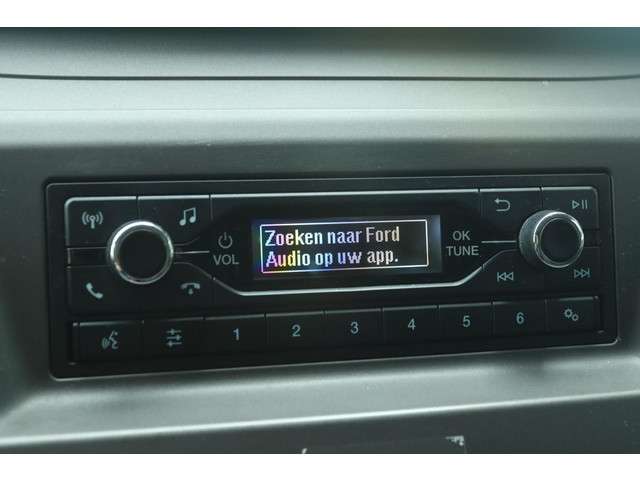 Zoeken naar Ford
Audio op uw app.
VOL
OK
TUNE
1 2 3 4 5 6